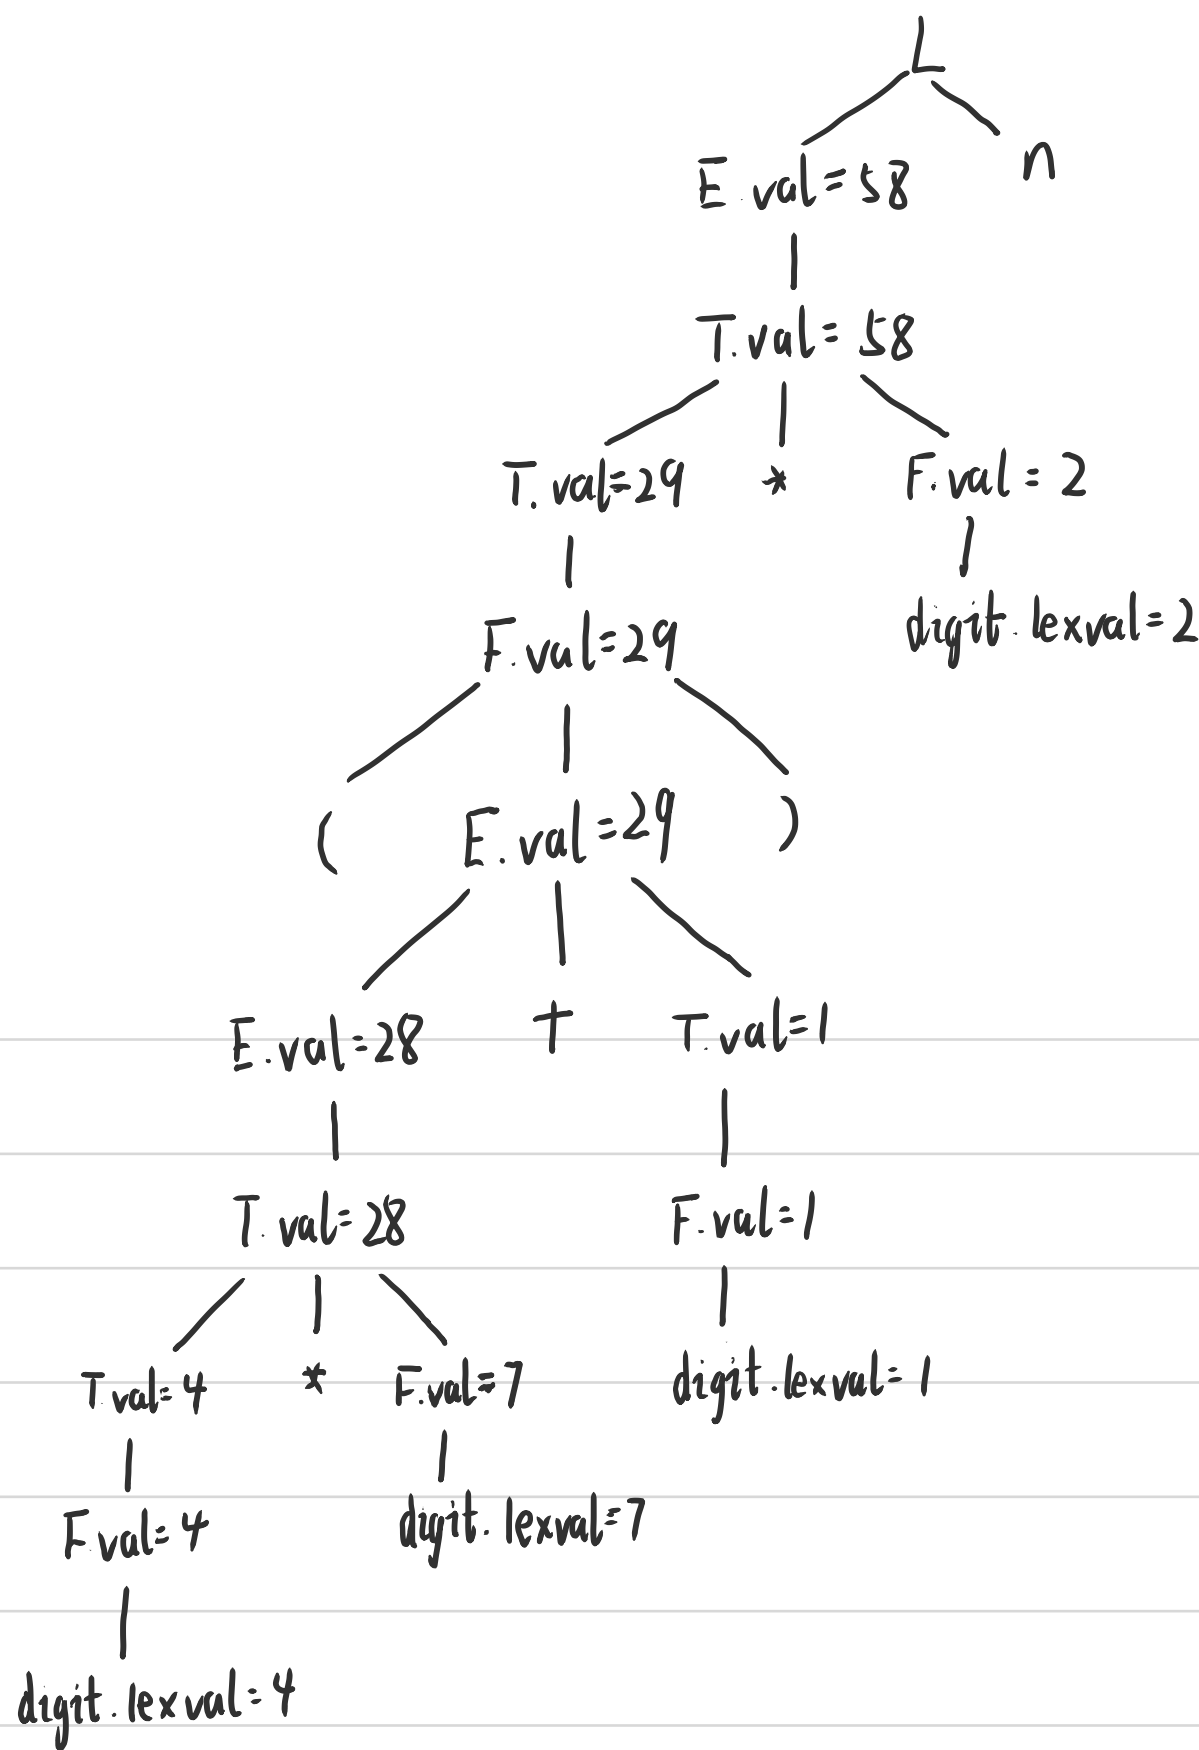 L
E.val=58 n
T.val=58
T.val=29 * F.val=2
F.val=29 digit.lexval=2
( E.val=29 )
E.val=28 + T.val=1
T.val=28 F.val=1
T.val=4 * F.val=7 digit.lexval=1
F.val=4 digit.lexval=7
digit.lexval=4